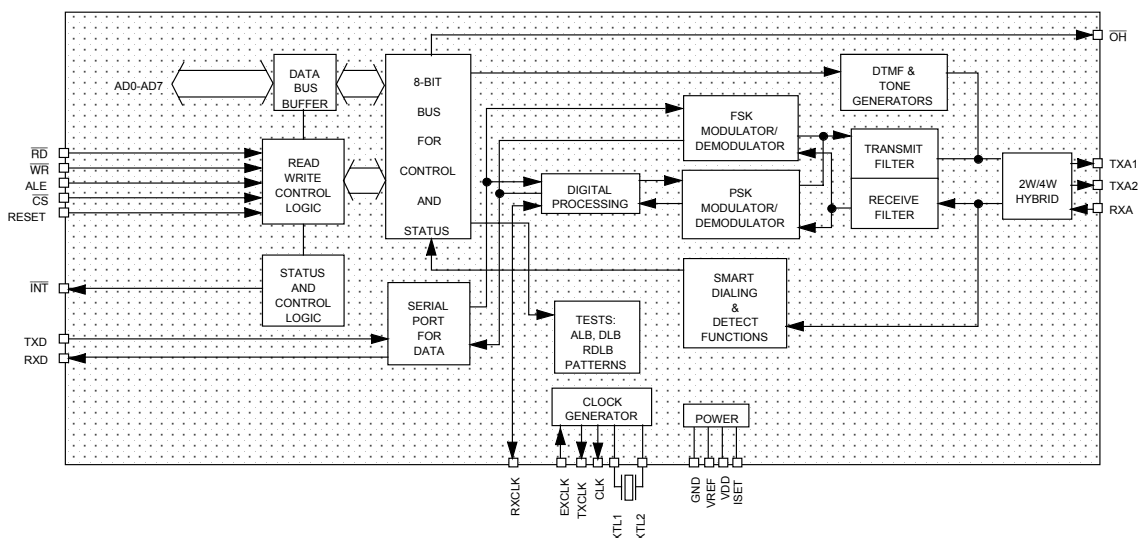 OH
DATA
BUS
BUFFER
8-BIT
BUS
FOR
CONTROL
AND
STATUS
DTMF &
TONE
GENERATORS
AD0-AD7
FSK
MODULATOR/
DEMODULATOR
RD
WR
ALE
CS
RESET
READ
WRITE
CONTROL
LOGIC
DIGITAL
PROCESSING
PSK
MODULATOR/
DEMODULATOR
TRANSMIT
FILTER
RECEIVE
FILTER
2W/4W
HYBRID
TXA1
TXA2
RXA
INT
STATUS
AND
CONTROL
LOGIC
SERIAL
PORT
FOR
DATA
TXD
RXD
TESTS:
ALB, DLB
RDLB
PATTERNS
SMART
DIALING
&
DETECT
FUNCTIONS
CLOCK
GENERATOR
POWER
RXCLK
EXCLK
TXCLK
CLK
XTL1
XTL2
GND
VREF
VDD
ISET